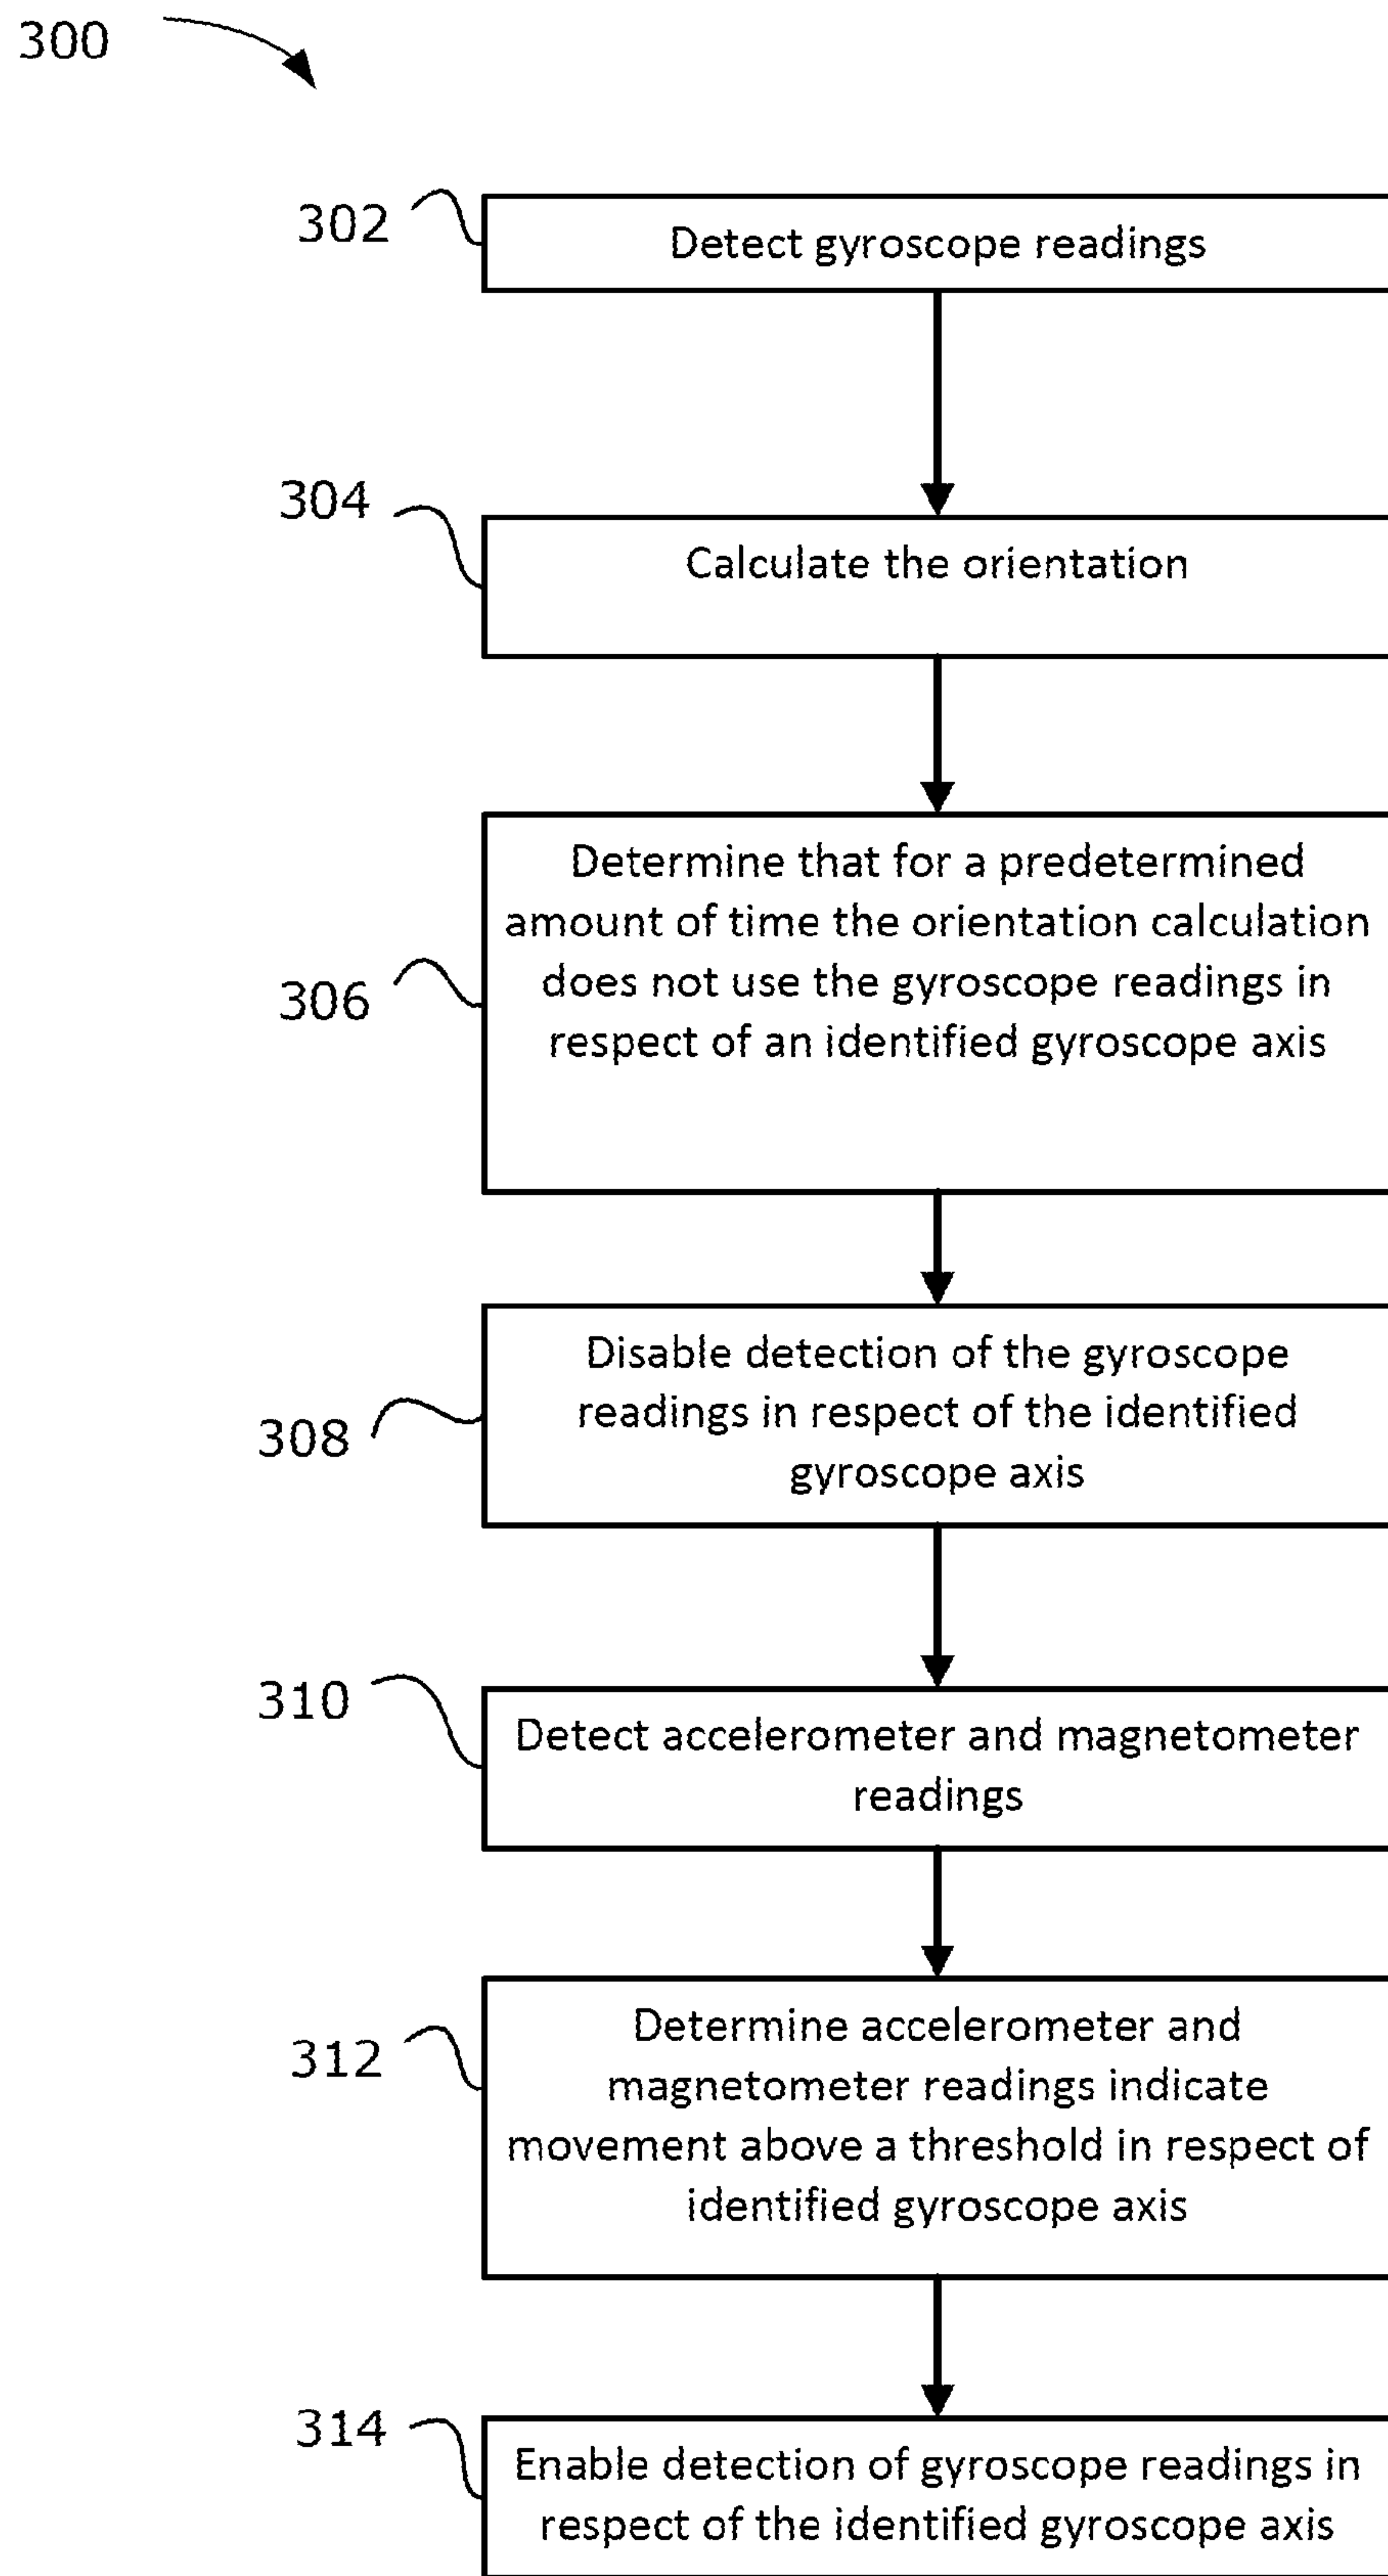 300
302
Detect gyroscope readings
304
Calculate the orientation
306
Determine that for a predetermined
amount of time the orientation calculation
does not use the gyroscope readings in
respect of an identified gyroscope axis
308
Disable detection of the gyroscope
readings in respect of the identified
gyroscope axis
310
Detect accelerometer and magnetometer
readings
312
Determine accelerometer and
magnetometer readings indicate
movement above a threshold in respect of
identified gyroscope axis
314
Enable detection of gyroscope readings in
respect of the identified gyroscope axis